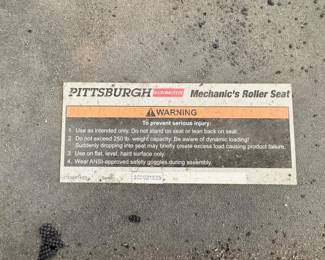 PITTSBURGH AUTOMOTIVE Mechanic's Roller Seat
WARNING
To prevent serious injury:
1. Use as intended only. Do not stand on seat or lean back on seat.
2. Do not exceed 250 lb. weight capacity. Be aware of dynamic loading!
Suddenly dropping into seat may briefly create excess load causing product failure.
3. Use on flat, level, hard surface only.
4. Wear ANSI-approved safety goggles during assembly.